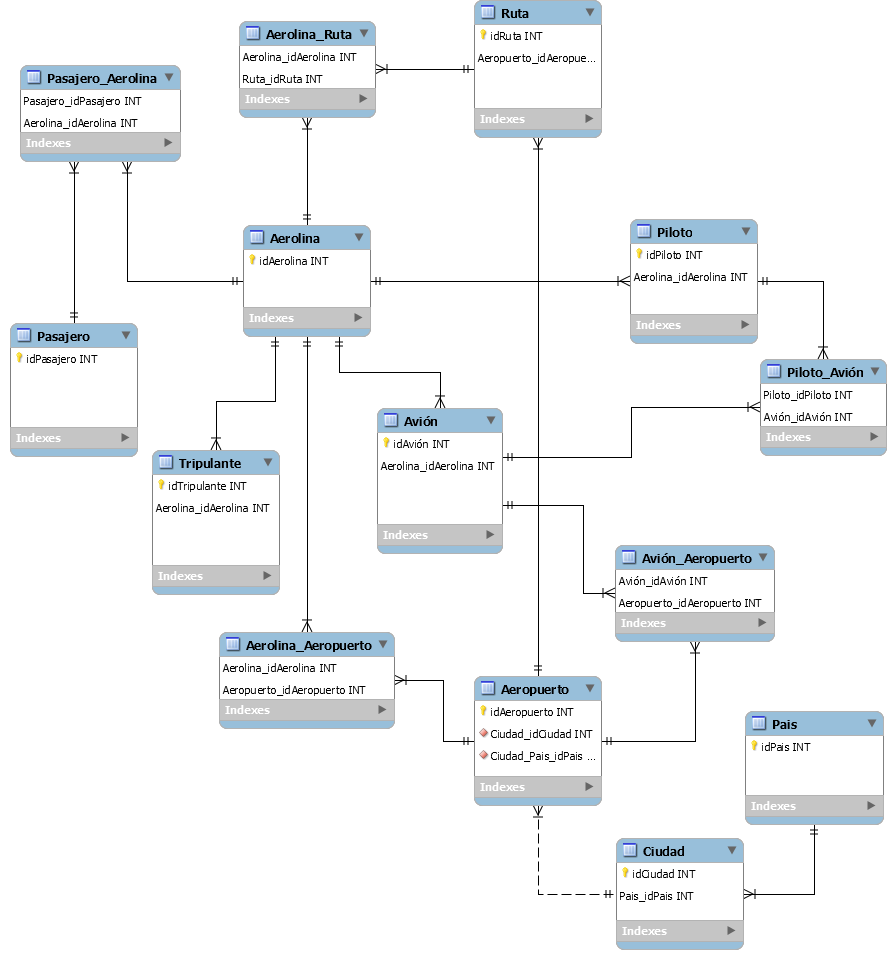 Ruta
idRuta INT
Aeropuerto_idAeropue...
Indexes
Aerolina_Ruta
Aerolina_idAerolina INT
Ruta_idRuta INT
Indexes
Pasajero_Aerolina
Pasajero_idPasajero INT
Aerolina_idAerolina INT
Indexes
Aerolina
idAerolina INT
Indexes
Piloto
idPiloto INT
Aerolina_idAerolina INT
Indexes
Pasajero
idPasajero INT
Indexes
Piloto_Avión
Piloto_idPiloto INT
Avión_idAvión INT
Indexes
Avión
idAvión INT
Aerolina_idAerolina INT
Indexes
Tripulante
idTripulante INT
Aerolina_idAerolina INT
Indexes
Avión_Aeropuerto
Avión_idAvión INT
Aeropuerto_idAeropuerto INT
Indexes
Aerolina_Aeropuerto
Aerolina_idAerolina INT
Aeropuerto_idAeropuerto INT
Indexes
Aeropuerto
idAeropuerto INT
Ciudad_idCiudad INT
Ciudad_Pais_idPais ...
Indexes
Pais
idPais INT
Indexes
Ciudad
idCiudad INT
Pais_idPais INT
Indexes